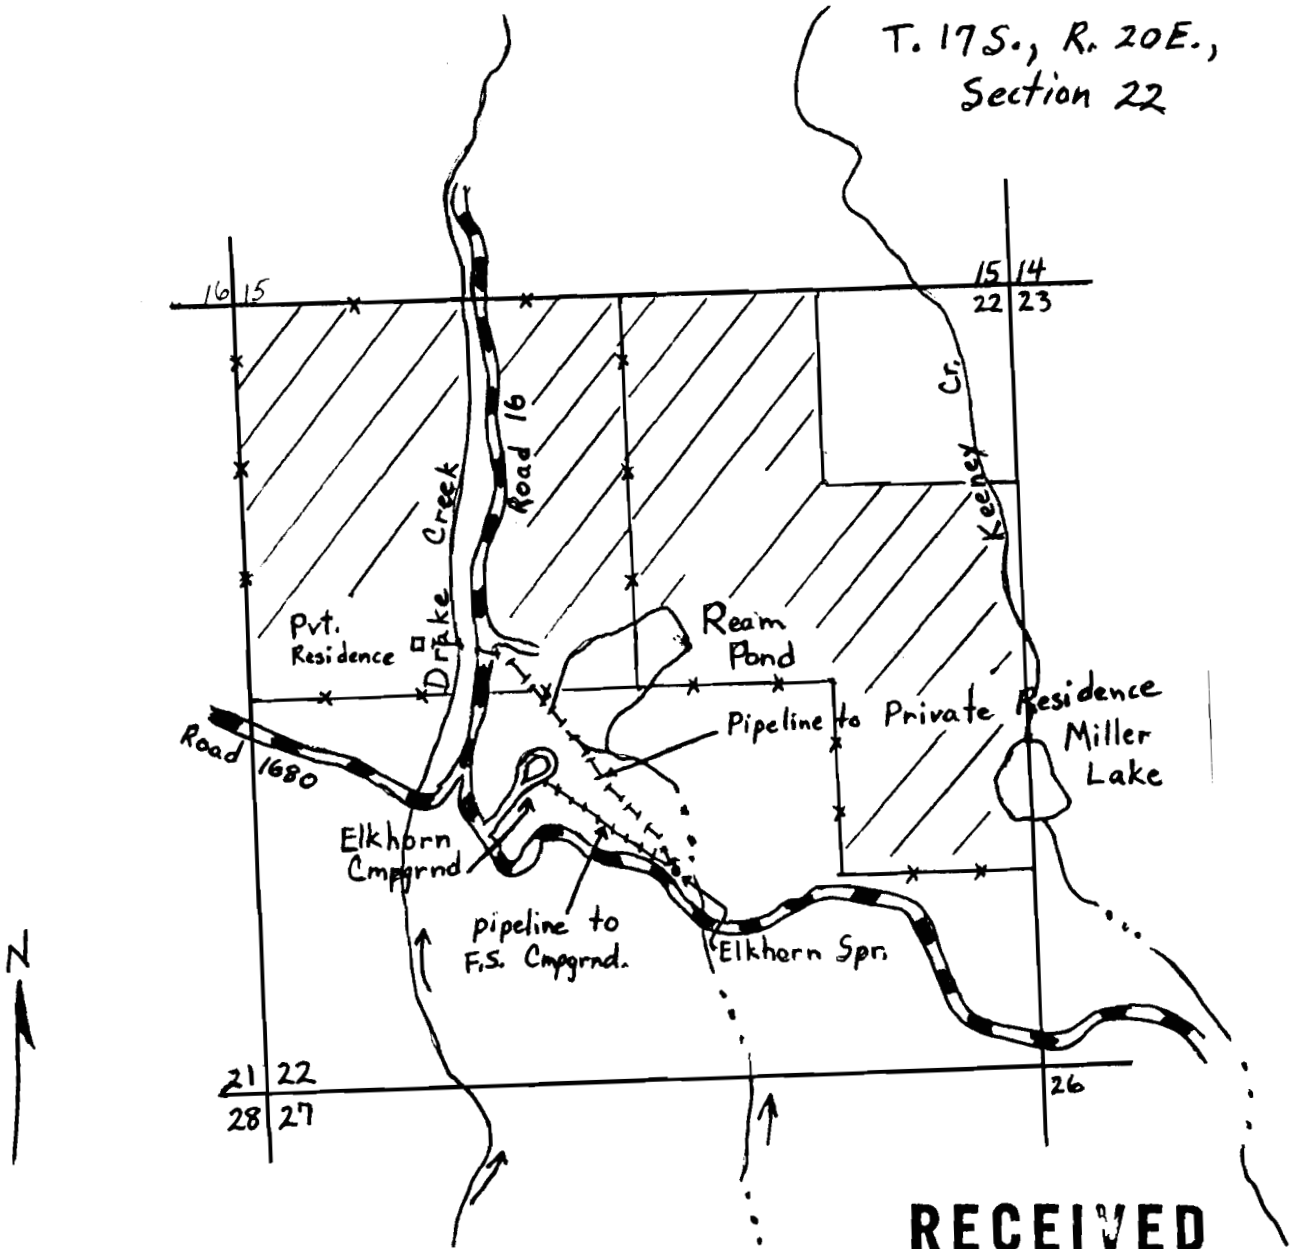 T. 17 S., R. 20 E.,
Section 22
16 15
15 14
22 23
Cr.
Keeney
Road 16
Drake Creek
Pvt.
Residence
Ream
Pond
Pipeline to Private Residence
Miller
Lake
Road 1680
Elkhorn
Cmpgrnd
pipeline to
F.S. Cmpgrnd.
Elkhorn Spr.
N
21 22
28 27
26
RECEIVED